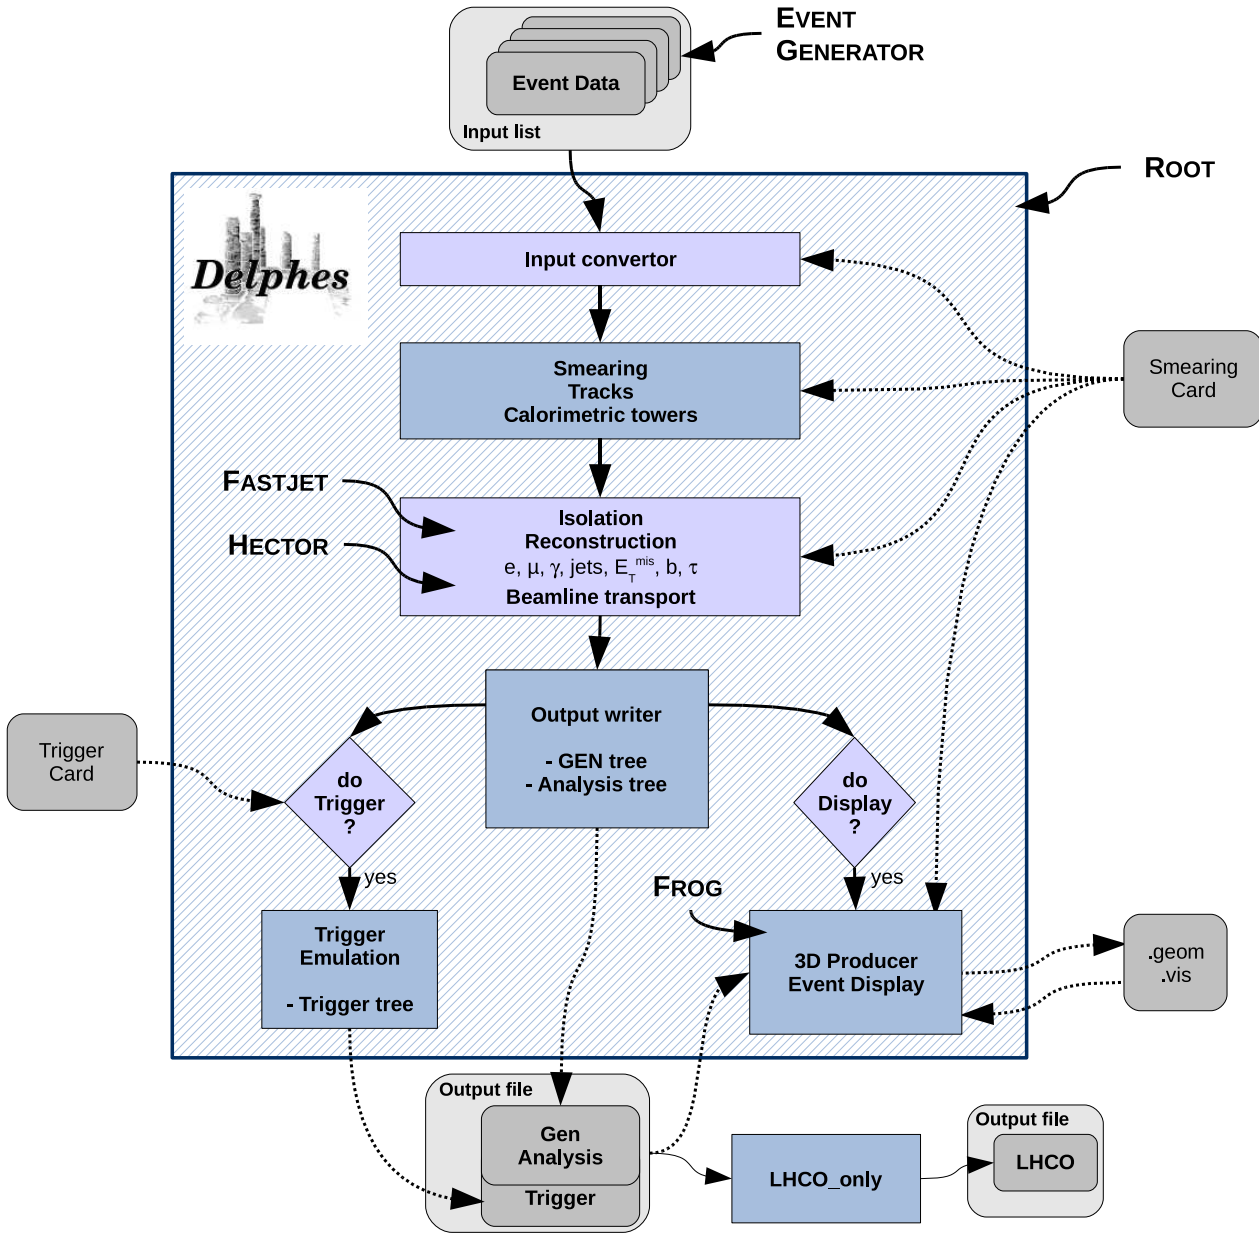 EVENT
GENERATOR
Event Data
Input list
ROOT
Delphes
Input convertor
Smearing
Tracks
Calorimetric towers
Smearing
Card
FASTJET
HECTOR
Isolation
Reconstruction
e, μ, γ, jets, E_T^mis, b, τ
Beamline transport
Output writer
- GEN tree
- Analysis tree
Trigger
Card
do
Trigger
?
yes
do
Display
?
yes
FROG
Trigger
Emulation
- Trigger tree
3D Producer
Event Display
.geom
.vis
Output file
Gen
Analysis
Trigger
LHCO_only
Output file
LHCO